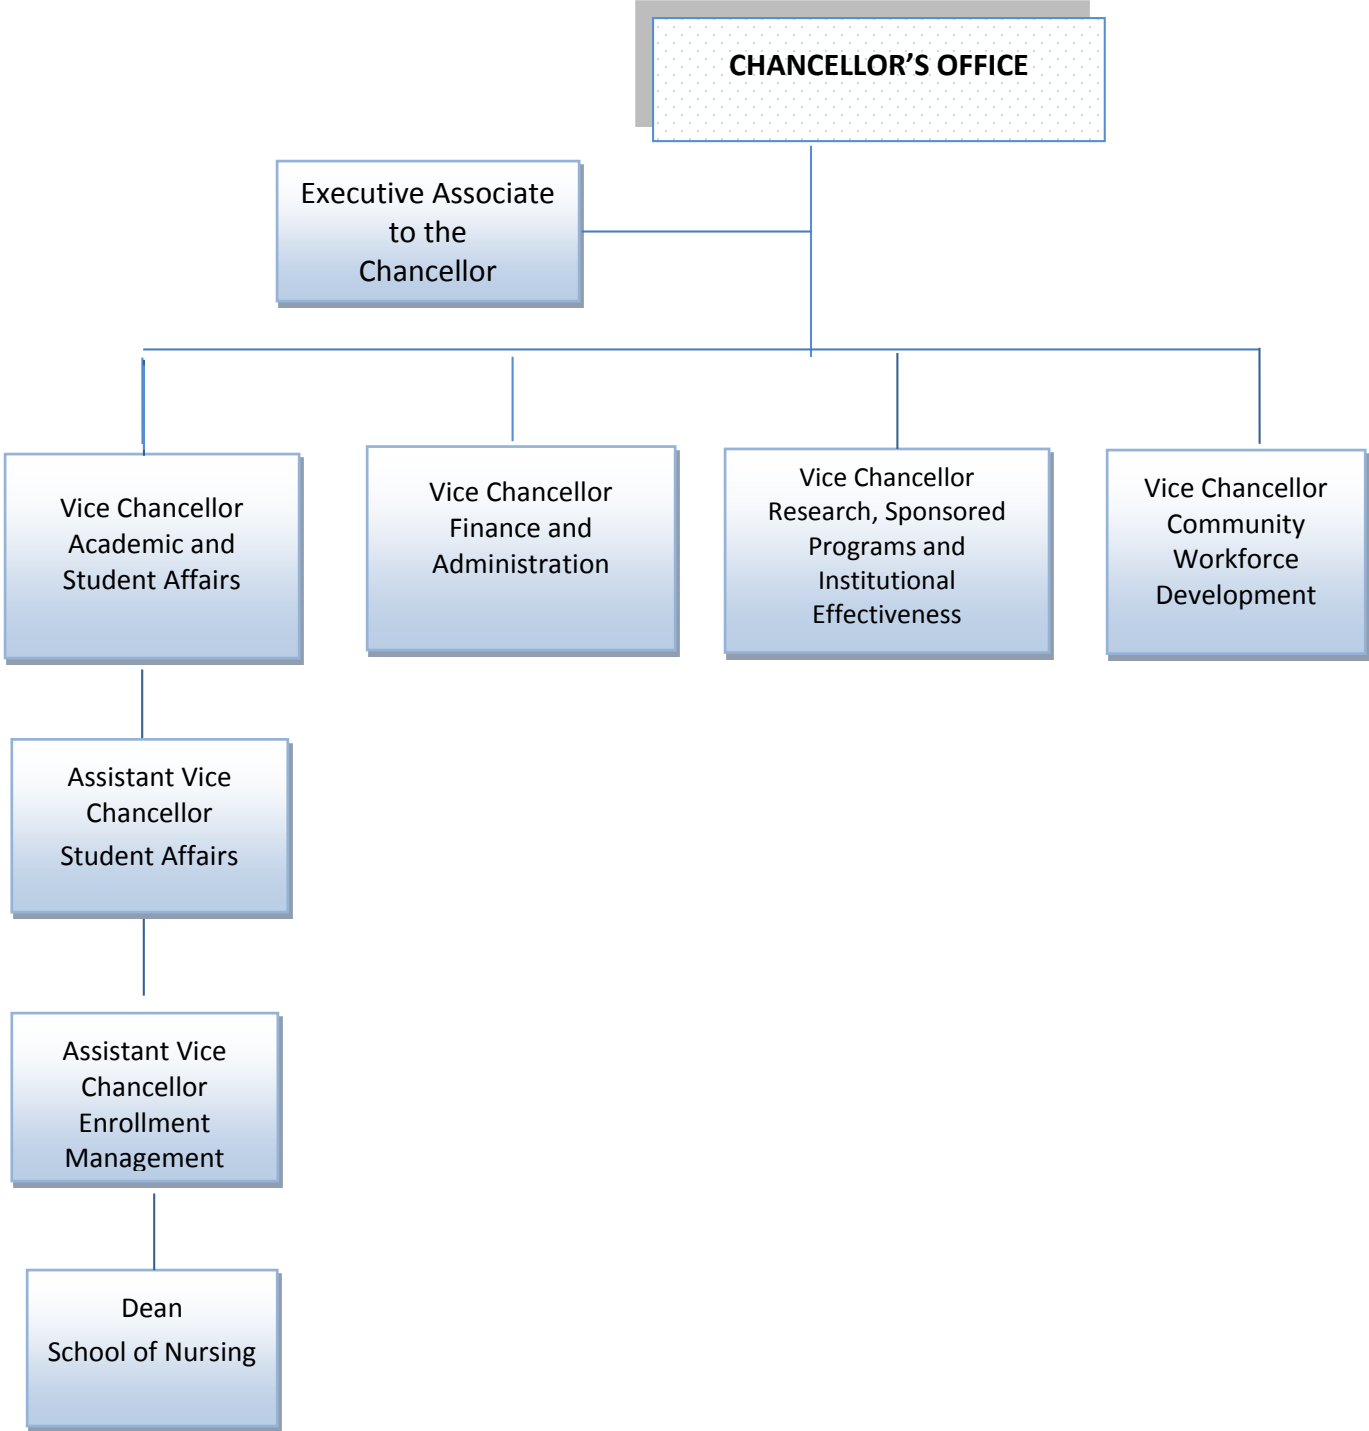 CHANCELLOR’S OFFICE
Executive Associate
to the
Chancellor
Vice Chancellor
Academic and
Student Affairs
Vice Chancellor
Finance and
Administration
Vice Chancellor
Research, Sponsored
Programs and
Institutional
Effectiveness
Vice Chancellor
Community
Workforce
Development
Assistant Vice
Chancellor
Student Affairs
Assistant Vice
Chancellor
Enrollment
Management
Dean
School of Nursing